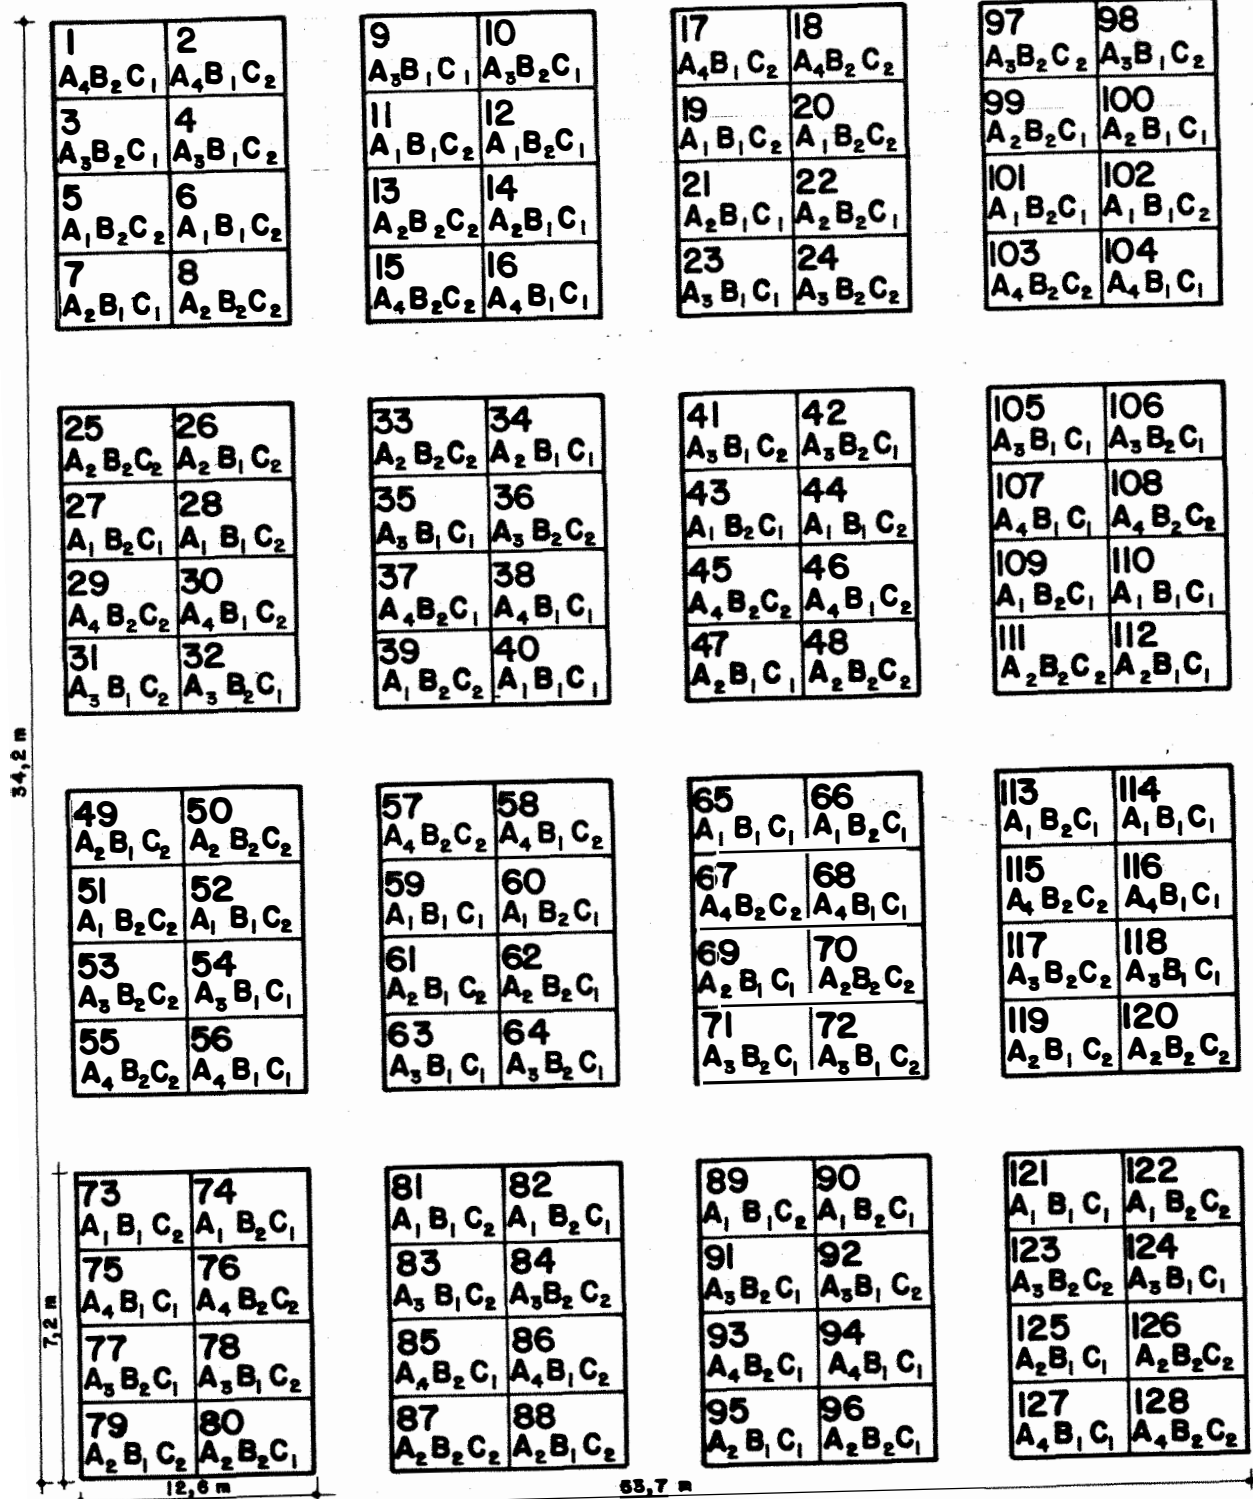 1 2
A₄B₂C₁ A₄B₁C₂
3 4
A₃B₂C₁ A₃B₁C₂
5 6
A₁B₂C₂ A₁B₁C₂
7 8
A₂B₁C₁ A₂B₂C₂
9 10
A₃B₁C₁ A₃B₂C₁
11 12
A₁B₁C₂ A₁B₂C₁
13 14
A₂B₂C₂ A₂B₁C₁
15 16
A₄B₂C₂ A₄B₁C₁
17 18
A₄B₁C₂ A₄B₂C₂
19 20
A₁B₁C₂ A₁B₂C₂
21 22
A₂B₁C₁ A₂B₂C₁
23 24
A₃B₁C₁ A₃B₂C₂
97 98
A₃B₂C₂ A₃B₁C₂
99 100
A₂B₂C₁ A₂B₁C₁
101 102
A₁B₂C₁ A₁B₁C₂
103 104
A₄B₂C₂ A₄B₁C₁
25 26
A₂B₂C₂ A₂B₁C₂
27 28
A₁B₂C₁ A₁B₁C₂
29 30
A₄B₂C₂ A₄B₁C₂
31 32
A₃B₁C₂ A₃B₂C₁
33 34
A₂B₂C₂ A₂B₁C₁
35 36
A₃B₁C₁ A₃B₂C₂
37 38
A₄B₂C₁ A₄B₁C₁
39 40
A₁B₂C₂ A₁B₁C₁
41 42
A₃B₁C₂ A₃B₂C₁
43 44
A₁B₂C₁ A₁B₁C₂
45 46
A₄B₂C₂ A₄B₁C₂
47 48
A₂B₁C₁ A₂B₂C₂
105 106
A₃B₁C₁ A₃B₂C₁
107 108
A₄B₁C₁ A₄B₂C₂
109 110
A₁B₂C₁ A₁B₁C₁
111 112
A₂B₂C₂ A₂B₁C₁
34,2 m
49 50
A₂B₁C₂ A₂B₂C₂
51 52
A₁B₂C₂ A₁B₁C₂
53 54
A₃B₂C₂ A₃B₁C₁
55 56
A₄B₂C₂ A₄B₁C₁
57 58
A₄B₂C₂ A₄B₁C₂
59 60
A₁B₁C₁ A₁B₂C₁
61 62
A₂B₁C₂ A₂B₂C₁
63 64
A₃B₁C₁ A₃B₂C₁
65 66
A₁B₁C₁ A₁B₂C₁
67 68
A₄B₂C₂ A₄B₁C₁
69 70
A₂B₁C₁ A₂B₂C₂
71 72
A₃B₂C₁ A₃B₁C₂
113 114
A₁B₂C₁ A₁B₁C₁
115 116
A₄B₂C₂ A₄B₁C₁
117 118
A₃B₂C₂ A₃B₁C₁
119 120
A₂B₁C₂ A₂B₂C₂
73 74
A₁B₁C₂ A₁B₂C₁
75 76
A₄B₁C₁ A₄B₂C₂
77 78
A₃B₂C₁ A₃B₁C₂
79 80
A₂B₁C₂ A₂B₂C₁
81 82
A₁B₁C₂ A₁B₂C₁
83 84
A₃B₁C₂ A₃B₂C₂
85 86
A₄B₂C₁ A₄B₁C₂
87 88
A₂B₂C₂ A₂B₁C₂
89 90
A₁B₁C₂ A₁B₂C₁
91 92
A₃B₂C₁ A₃B₁C₂
93 94
A₄B₂C₁ A₄B₁C₁
95 96
A₂B₁C₁ A₂B₂C₁
121 122
A₁B₁C₁ A₁B₂C₂
123 124
A₃B₂C₂ A₃B₁C₁
125 126
A₂B₁C₁ A₂B₂C₂
127 128
A₄B₁C₁ A₄B₂C₂
7,2 m
12,6 m
53,7 m